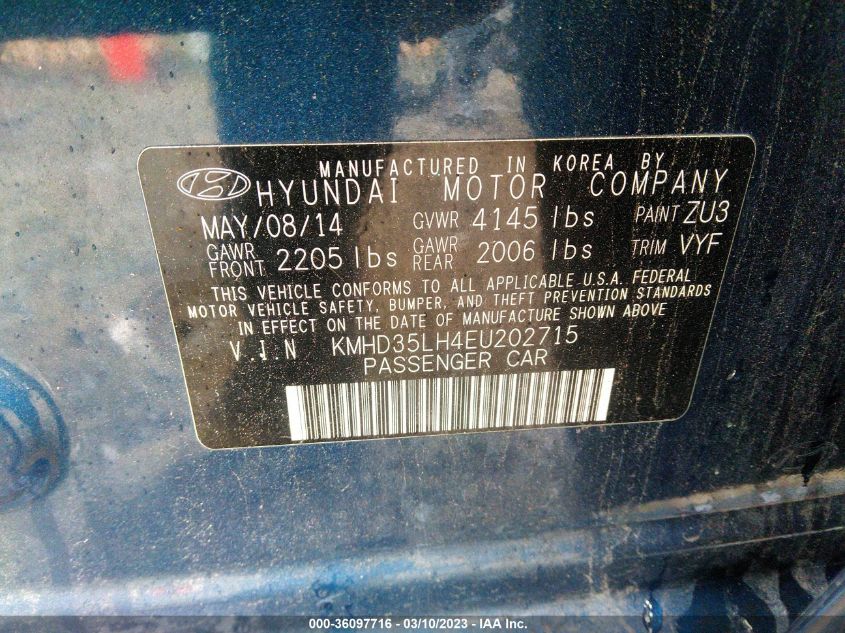 MANUFACTURED IN KOREA BY
HYUNDAI MOTOR COMPANY
MAY/08/14 GVWR 4145 lbs PAINT ZU3
GAWR FRONT 2205 lbs GAWR REAR 2006 lbs TRIM VYF
THIS VEHICLE CONFORMS TO ALL APPLICABLE U.S.A. FEDERAL
MOTOR VEHICLE SAFETY, BUMPER, AND THEFT PREVENTION STANDARDS
IN EFFECT ON THE DATE OF MANUFACTURE SHOWN ABOVE
V.I.N KMHD35LH4EU202715
PASSENGER CAR
000-36097716 - 03/10/2023 - IAA Inc.